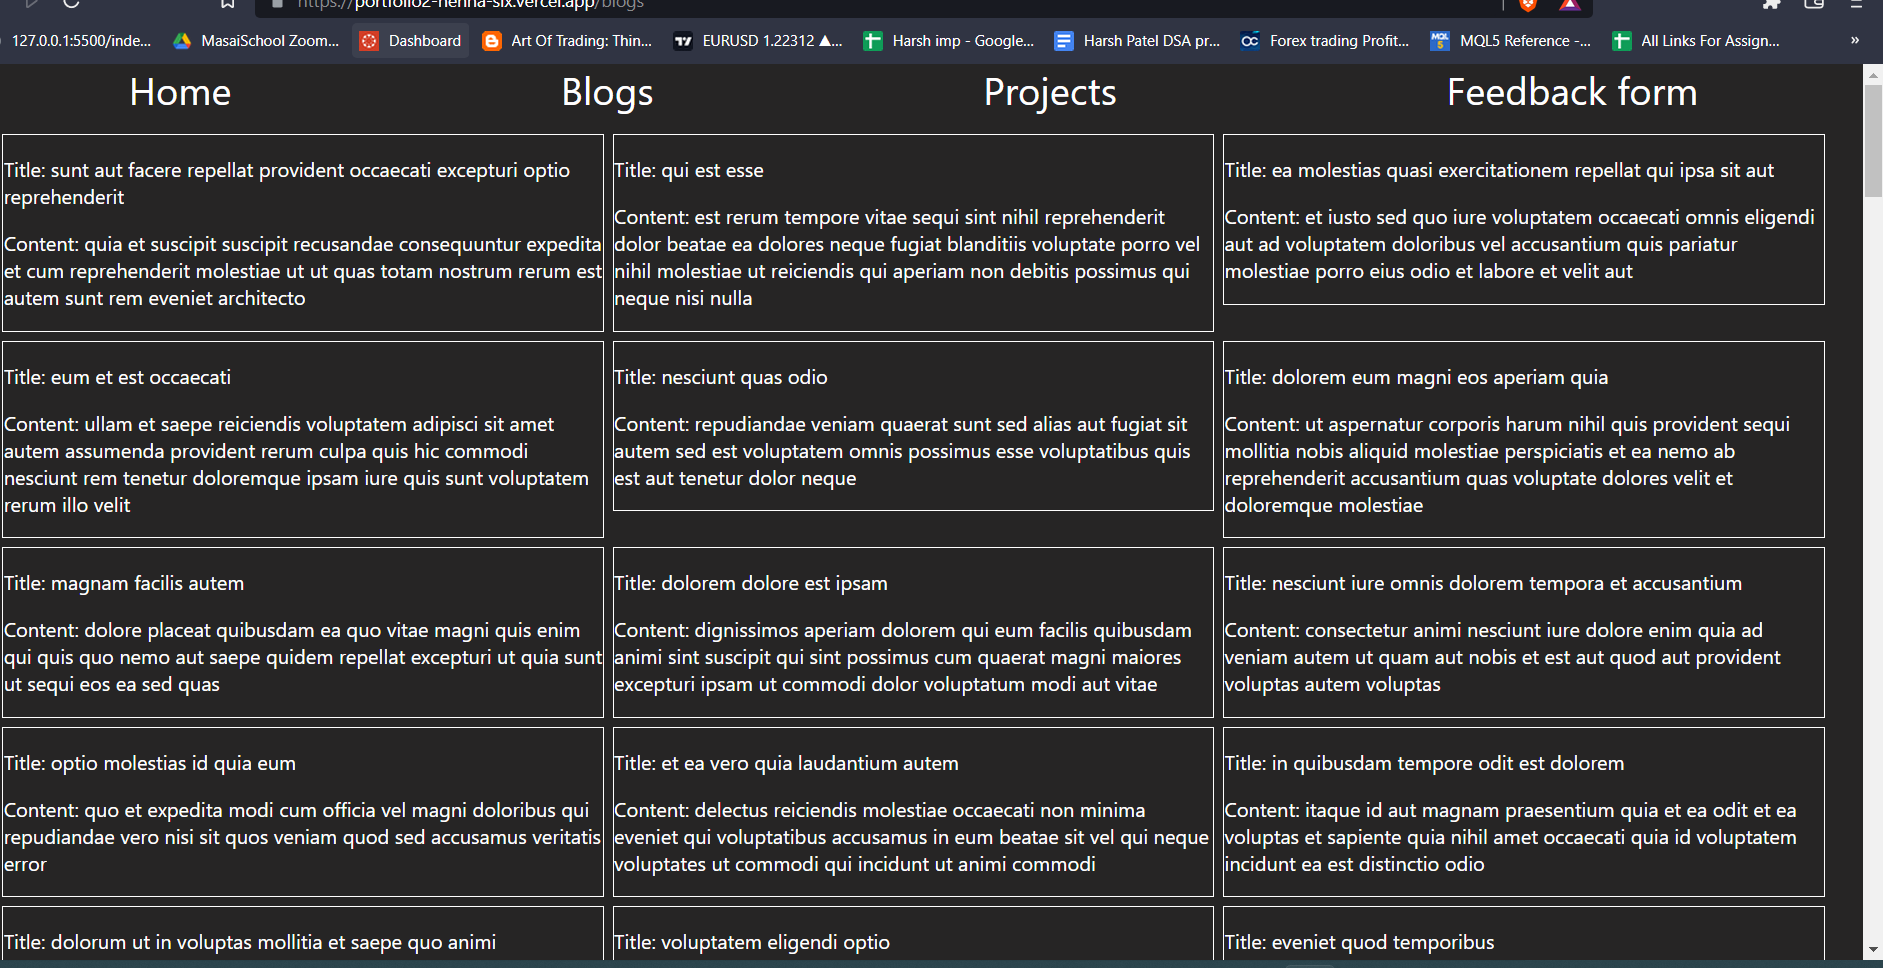 https://portfolio2-henna-six.vercel.app/blogs
127.0.0.1:5500/inde... MasaiSchool Zoom... Dashboard Art Of Trading: Thin... EURUSD 1.22312 ▲... Harsh imp - Google... Harsh Patel DSA pr... Forex trading Profit... MQL5 Reference -... All Links For Assign... »
Home Blogs Projects Feedback form
Title: sunt aut facere repellat provident occaecati excepturi optio
reprehenderit
Content: quia et suscipit suscipit recusandae consequuntur expedita
et cum reprehenderit molestiae ut ut quas totam nostrum rerum est
autem sunt rem eveniet architecto
Title: qui est esse
Content: est rerum tempore vitae sequi sint nihil reprehenderit
dolor beatae ea dolores neque fugiat blanditiis voluptate porro vel
nihil molestiae ut reiciendis qui aperiam non debitis possimus qui
neque nisi nulla
Title: ea molestias quasi exercitationem repellat qui ipsa sit aut
Content: et iusto sed quo iure voluptatem occaecati omnis eligendi
aut ad voluptatem doloribus vel accusantium quis pariatur
molestiae porro eius odio et labore et velit aut
Title: eum et est occaecati
Content: ullam et saepe reiciendis voluptatem adipisci sit amet
autem assumenda provident rerum culpa quis hic commodi
nesciunt rem tenetur doloremque ipsam iure quis sunt voluptatem
rerum illo velit
Title: nesciunt quas odio
Content: repudiandae veniam quaerat sunt sed alias aut fugiat sit
autem sed est voluptatem omnis possimus esse voluptatibus quis
est aut tenetur dolor neque
Title: dolorem eum magni eos aperiam quia
Content: ut aspernatur corporis harum nihil quis provident sequi
mollitia nobis aliquid molestiae perspiciatis et ea nemo ab
reprehenderit accusantium quas voluptate dolores velit et
doloremque molestiae
Title: magnam facilis autem
Content: dolore placeat quibusdam ea quo vitae magni quis enim
qui quis quo nemo aut saepe quidem repellat excepturi ut quia sunt
ut sequi eos ea sed quas
Title: dolorem dolore est ipsam
Content: dignissimos aperiam dolorem qui eum facilis quibusdam
animi sint suscipit qui sint possimus cum quaerat magni maiores
excepturi ipsam ut commodi dolor voluptatum modi aut vitae
Title: nesciunt iure omnis dolorem tempora et accusantium
Content: consectetur animi nesciunt iure dolore enim quia ad
veniam autem ut quam aut nobis et est aut quod aut provident
voluptas autem voluptas
Title: optio molestias id quia eum
Content: quo et expedita modi cum officia vel magni doloribus qui
repudiandae vero nisi sit quos veniam quod sed accusamus veritatis
error
Title: et ea vero quia laudantium autem
Content: delectus reiciendis molestiae occaecati non minima
eveniet qui voluptatibus accusamus in eum beatae sit vel qui neque
voluptates ut commodi qui incidunt ut animi commodi
Title: in quibusdam tempore odit est dolorem
Content: itaque id aut magnam praesentium quia et ea odit et ea
voluptas et sapiente quia nihil amet occaecati quia id voluptatem
incidunt ea est distinctio odio
Title: dolorum ut in voluptas mollitia et saepe quo animi
Title: voluptatem eligendi optio
Title: eveniet quod temporibus